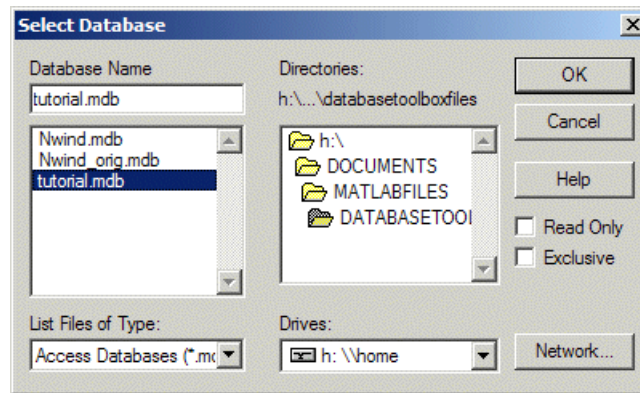 Select Database
Database Name
tutorial.mdb
Nwind.mdb
Nwind_orig.mdb
tutorial.mdb
List Files of Type:
Access Databases (*.mc
Directories:
h:\...\databasetoolboxfiles
h:\
DOCUMENTS
MATLABFILES
DATABASETOOL
Drives:
h: \\home
OK
Cancel
Help
Read Only
Exclusive
Network...